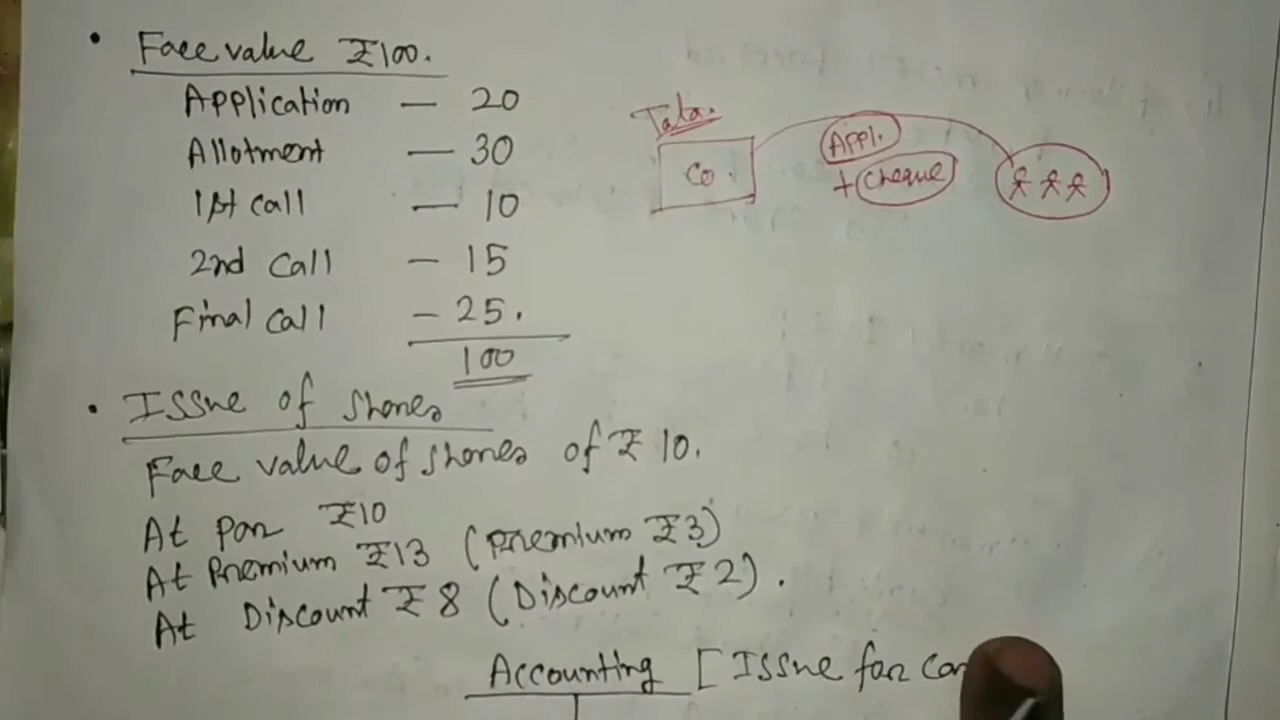 • Face value ₹100.
Application — 20
Allotment — 30
1st call — 10
2nd call — 15
Final call — 25.
100
Tata.
Co.
Appl.
+ cheque
• Issue of shares
Face value of shares of ₹10.
At par ₹10
At Premium ₹13 (Premium ₹3)
At Discount ₹8 (Discount ₹2).
Accounting [Issue for